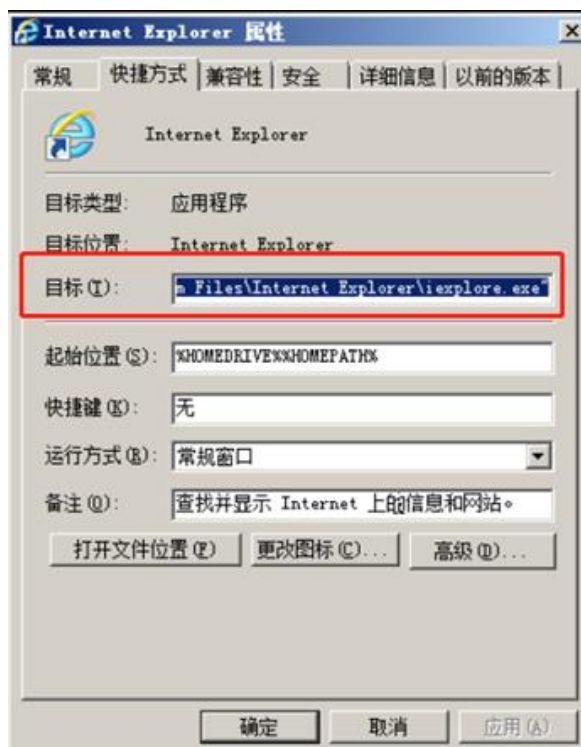 Internet Explorer 属性
常规 快捷方式 兼容性 安全 详细信息 以前的版本
Internet Explorer
目标类型: 应用程序
目标位置: Internet Explorer
目标(T): m Files\Internet Explorer\iexplore.exe"
起始位置(S): %HOMEDRIVE%%HOMEPATH%
快捷键(K): 无
运行方式(R): 常规窗口
备注(O): 查找并显示 Internet 上的信息和网站。
打开文件位置(F) 更改图标(C)... 高级(D)...
确定 取消 应用(A)